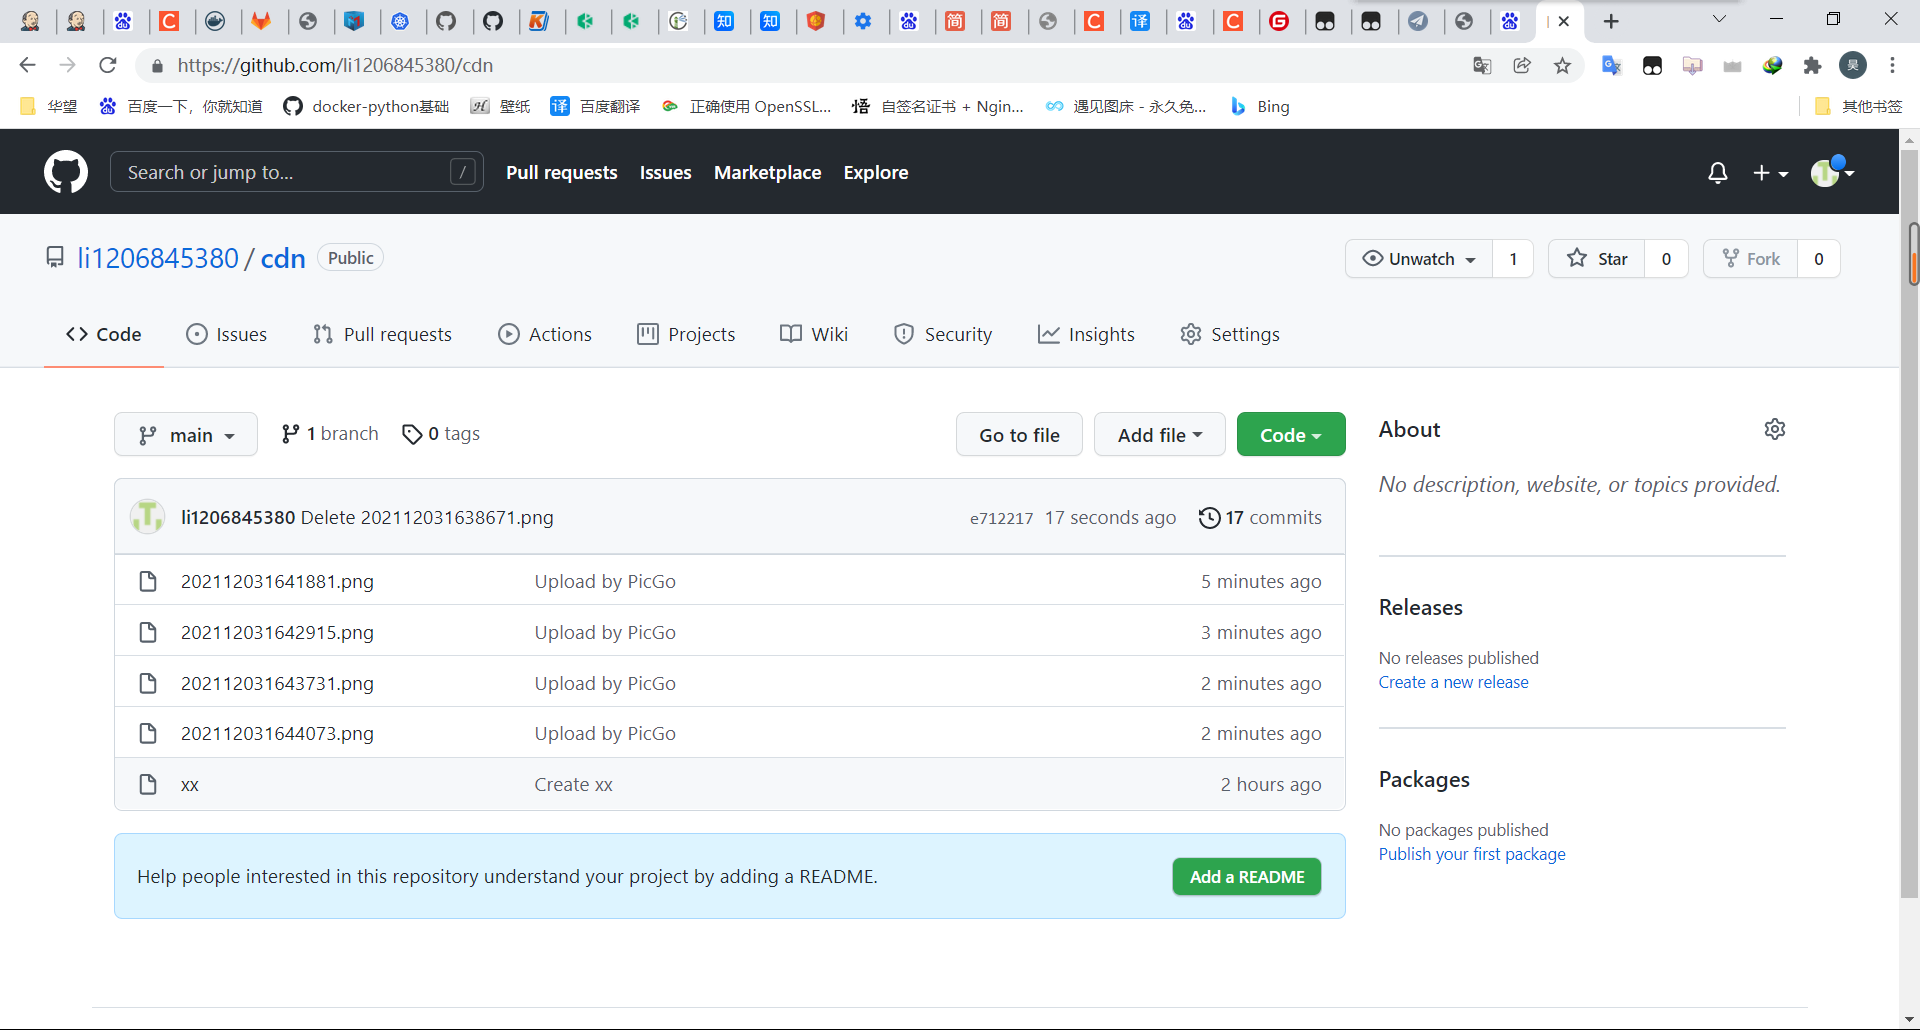 https://github.com/li1206845380/cdn
华望 百度一下，你就知道 docker-python基础 壁纸 百度翻译 正确使用 OpenSSL... 自签名证书 + Ngin... 遇见图床 - 永久免... Bing 其他书签
Search or jump to... / Pull requests Issues Marketplace Explore
li1206845380 / cdn Public Unwatch 1 Star 0 Fork 0
Code Issues Pull requests Actions Projects Wiki Security Insights Settings
main 1 branch 0 tags Go to file Add file Code
li1206845380 Delete 202112031638671.png e712217 17 seconds ago 17 commits
202112031641881.png Upload by PicGo 5 minutes ago
202112031642915.png Upload by PicGo 3 minutes ago
202112031643731.png Upload by PicGo 2 minutes ago
202112031644073.png Upload by PicGo 2 minutes ago
xx Create xx 2 hours ago
Help people interested in this repository understand your project by adding a README. Add a README
About
No description, website, or topics provided.
Releases
No releases published
Create a new release
Packages
No packages published
Publish your first package